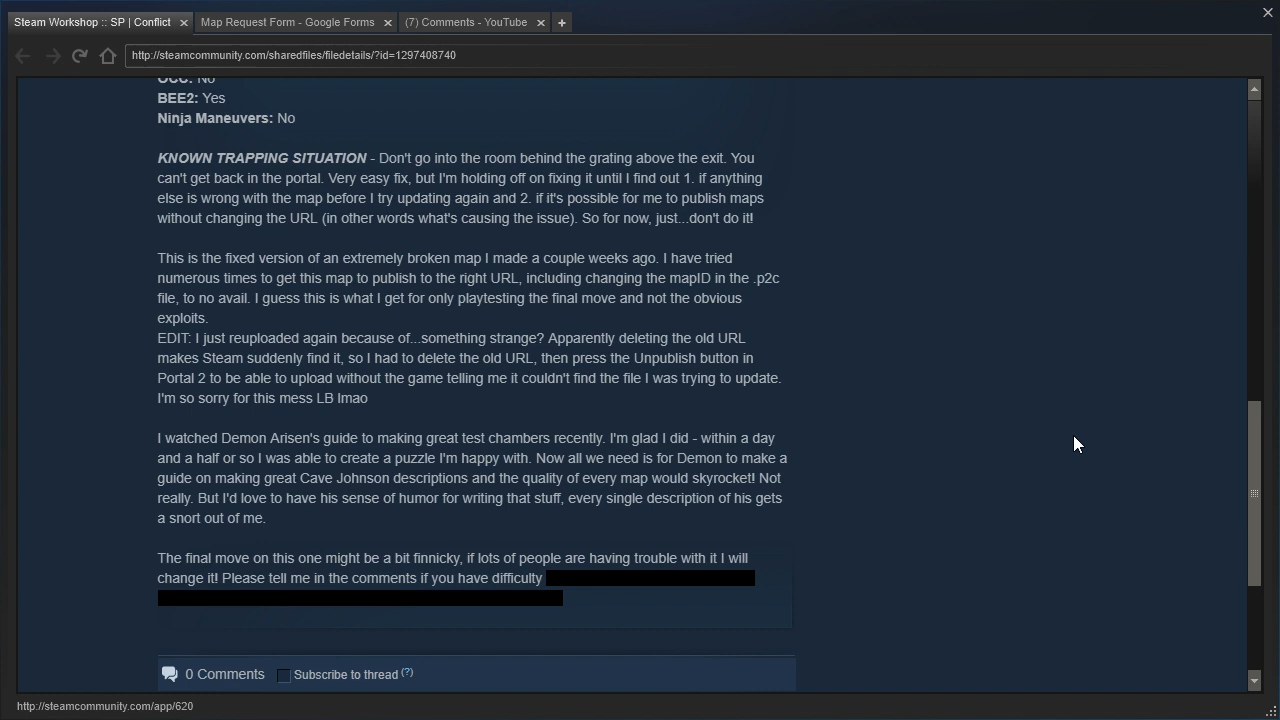 Steam Workshop :: SP | Conflict
Map Request Form - Google Forms
(7) Comments - YouTube
http://steamcommunity.com/sharedfiles/filedetails/?id=1297408740
OCC: No
BEE2: Yes
Ninja Maneuvers: No
KNOWN TRAPPING SITUATION - Don't go into the room behind the grating above the exit. You
can't get back in the portal. Very easy fix, but I'm holding off on fixing it until I find out 1. if anything
else is wrong with the map before I try updating again and 2. if it's possible for me to publish maps
without changing the URL (in other words what's causing the issue). So for now, just...don't do it!
This is the fixed version of an extremely broken map I made a couple weeks ago. I have tried
numerous times to get this map to publish to the right URL, including changing the mapID in the .p2c
file, to no avail. I guess this is what I get for only playtesting the final move and not the obvious
exploits.
EDIT: I just reuploaded again because of...something strange? Apparently deleting the old URL
makes Steam suddenly find it, so I had to delete the old URL, then press the Unpublish button in
Portal 2 to be able to upload without the game telling me it couldn't find the file I was trying to update.
I'm so sorry for this mess LB lmao
I watched Demon Arisen's guide to making great test chambers recently. I'm glad I did - within a day
and a half or so I was able to create a puzzle I'm happy with. Now all we need is for Demon to make a
guide on making great Cave Johnson descriptions and the quality of every map would skyrocket! Not
really. But I'd love to have his sense of humor for writing that stuff, every single description of his gets
a snort out of me.
The final move on this one might be a bit finnicky, if lots of people are having trouble with it I will
change it! Please tell me in the comments if you have difficulty
0 Comments
Subscribe to thread (?)
http://steamcommunity.com/app/620